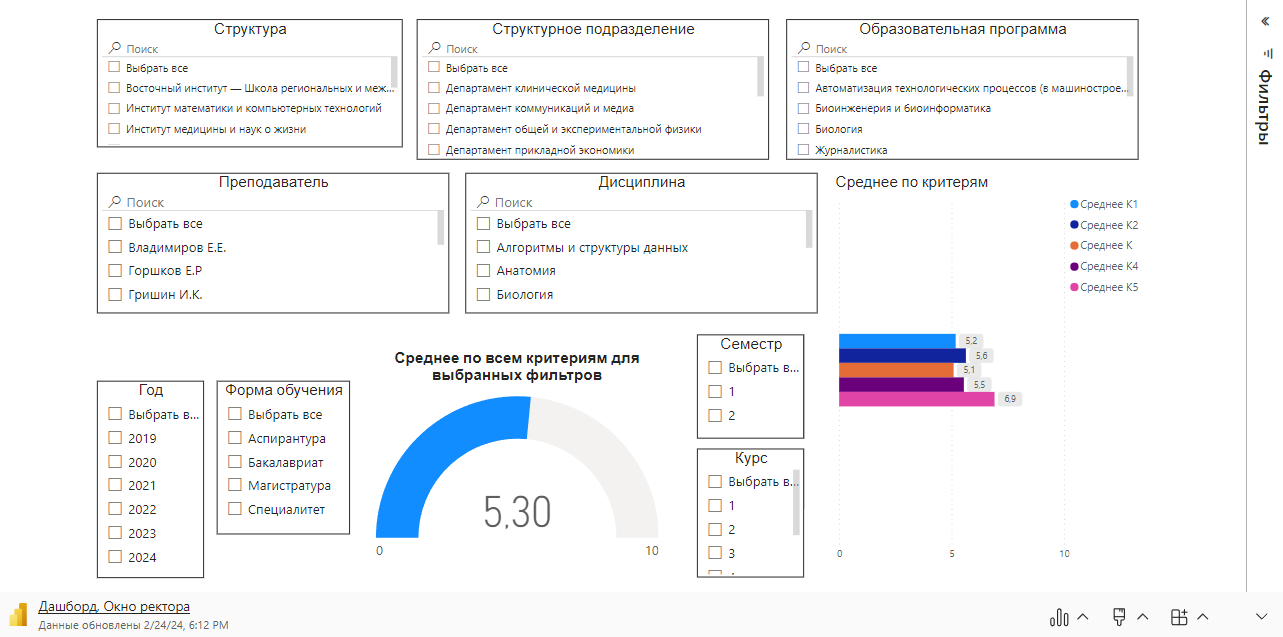 Структура
Поиск
Выбрать все
Восточный институт — Школа региональных и меж...
Институт математики и компьютерных технологий
Институт медицины и наук о жизни
Структурное подразделение
Поиск
Выбрать все
Департамент клинической медицины
Департамент коммуникаций и медиа
Департамент общей и экспериментальной физики
Департамент прикладной экономики
Образовательная программа
Поиск
Выбрать все
Автоматизация технологических процессов (в машинострое...
Биоинженерия и биоинформатика
Биология
Журналистика
Фильтры
Преподаватель
Поиск
Выбрать все
Владимиров Е.Е.
Горшков Е.Р
Гришин И.К.
Дисциплина
Поиск
Выбрать все
Алгоритмы и структуры данных
Анатомия
Биология
Среднее по критерям
Среднее К1
Среднее К2
Среднее К
Среднее К4
Среднее К5
5,2
5,6
5,1
5,5
6,9
0
5
10
Год
Выбрать в...
2019
2020
2021
2022
2023
2024
Форма обучения
Выбрать все
Аспирантура
Бакалавриат
Магистратура
Специалитет
Среднее по всем критериям для
выбранных фильтров
5,30
0
10
Семестр
Выбрать в...
1
2
Курс
Выбрать в...
1
2
3
Дашборд. Окно ректора
Данные обновлены 2/24/24, 6:12 PM